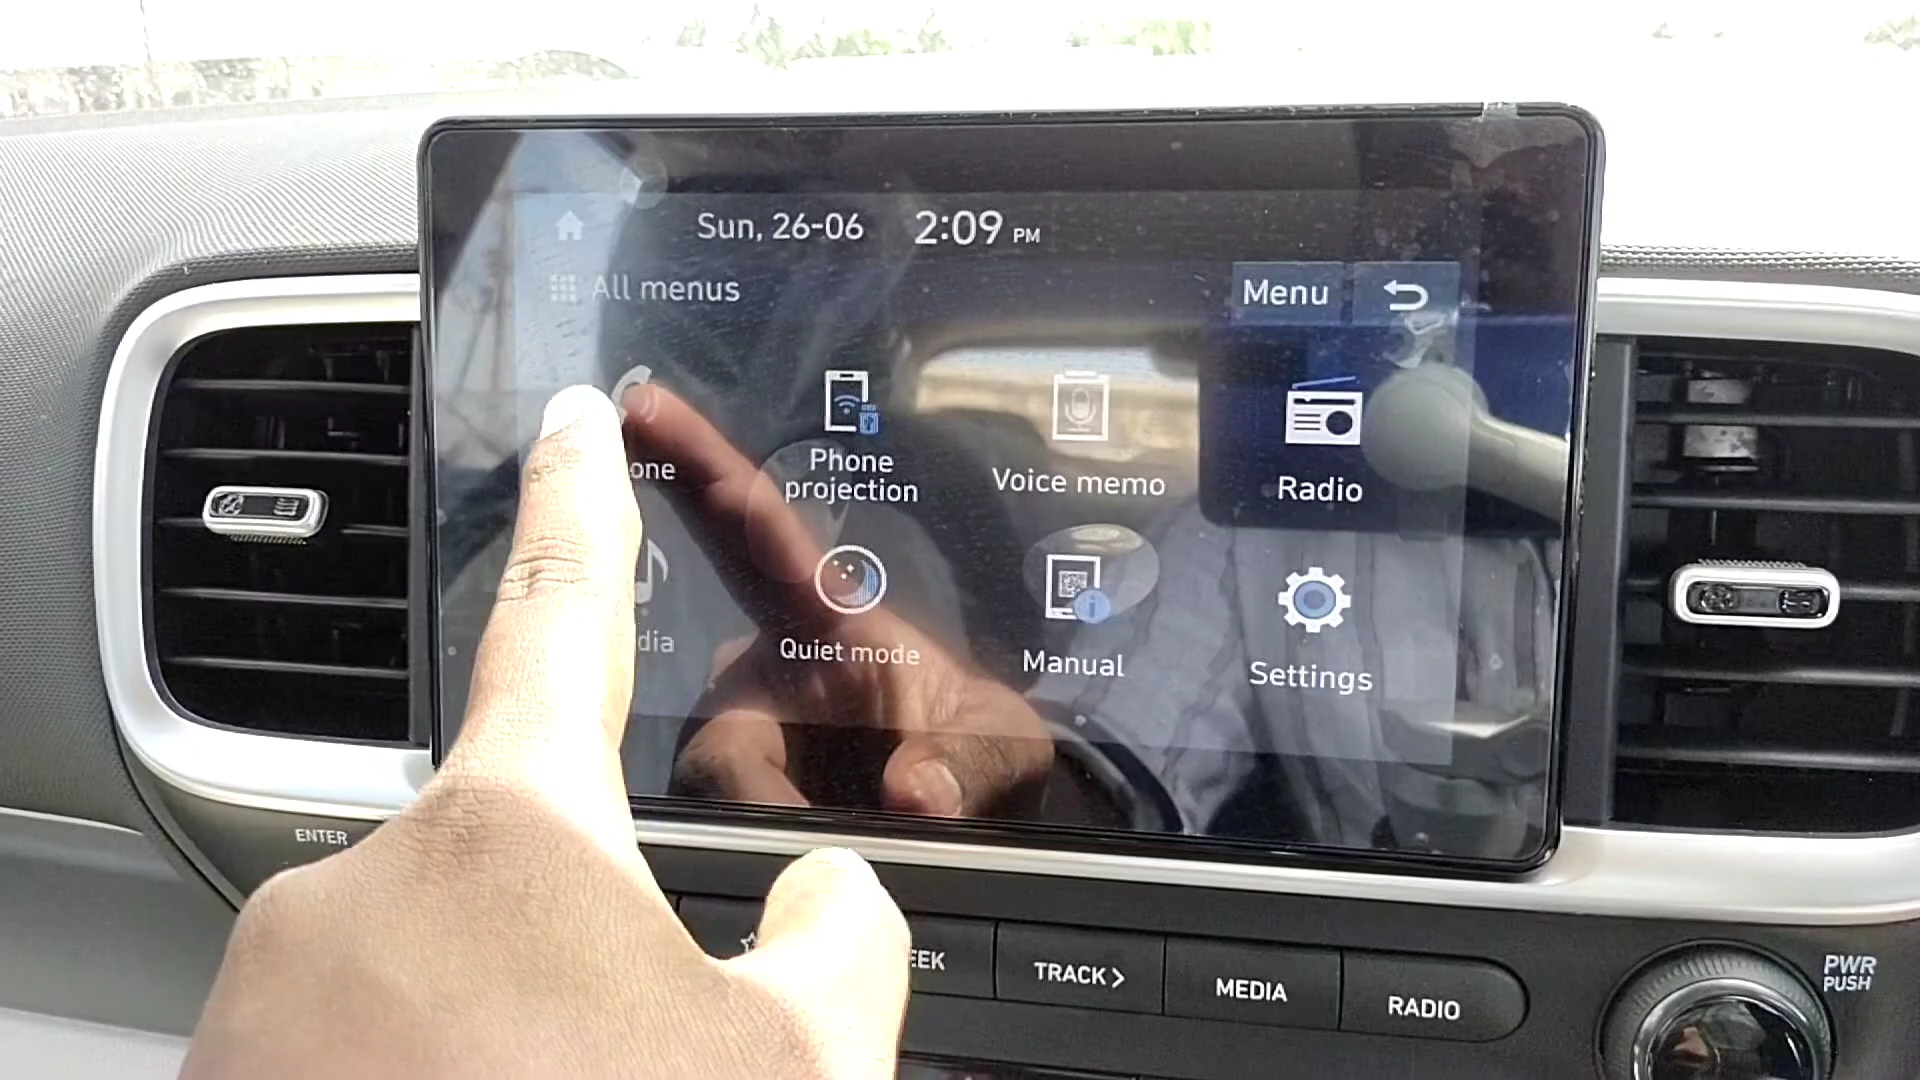 Sun, 26-06 2:09 PM
All menus
Menu
one
Phone
projection
Voice memo
Radio
dia
Quiet mode
Manual
Settings
ENTER
EEK
TRACK >
MEDIA
RADIO
PWR
PUSH